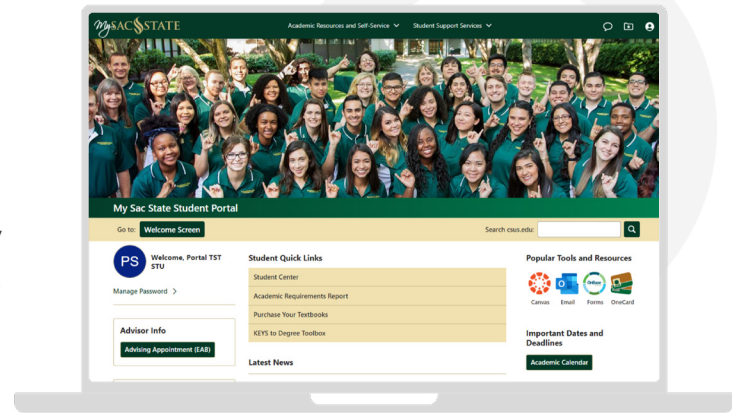 My SAC STATE
Academic Resources and Self-Service Student Support Services
My Sac State Student Portal
Go to: Welcome Screen Search csus.edu:
PS Welcome, Portal TST
STU
Manage Password >
Advisor Info
Advising Appointment (EAB)
Student Quick Links
Student Center
Academic Requirements Report
Purchase Your Textbooks
KEYS to Degree Toolbox
Latest News
Popular Tools and Resources
OnBase
Canvas Email Forms OneCard
Important Dates and
Deadlines
Academic Calendar